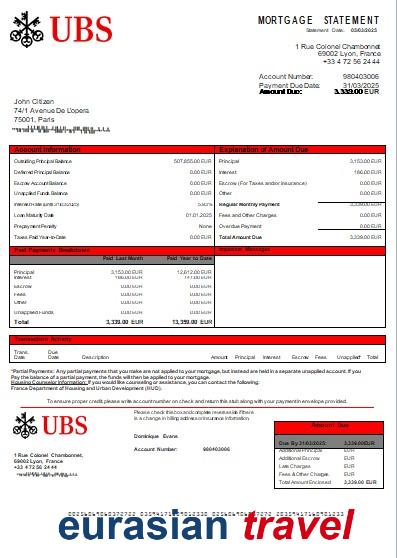 UBS
MORTGAGE STATEMENT
Statement Date: 03/03/2025
1 Rue Colonel Chambonnet
69002 Lyon, France
+33 4 72 56 24 44
Account Number: 980403006
Payment Due Date: 31/03/2025
Amount Due: 3,339.00 EUR
John Citizen
74/1 Avenue De L'opera
75001, Paris
Account Information
Outstanding Principal Balance 507,855.00 EUR
Deferred Principal Balance 0.00 EUR
Escrow Account Balance 0.00 EUR
Unapplied Funds Balance 0.00 EUR
Loan Maturity Date 01.01.2025
Prepayment Penalty None
Taxes Paid Year-to-Date 0.00 EUR
Explanation of Amount Due
Principal 3,153.00 EUR
Interest 186.00 EUR
Escrow (For Taxes and/or Insurance) 0.00 EUR
Regular Monthly Payment 3,339.00 EUR
Fees and Other Charges 0.00 EUR
Overdue Payment 0.00 EUR
Total Amount Due 3,339.00 EUR
Past Payments Breakdown
Paid Last Month Paid Year to Date
Principal 3,153.00 EUR 12,612.00 EUR
Interest 186.00 EUR
Escrow 0.00 EUR 0.00 EUR
Fees 0.00 EUR 0.00 EUR
Other 0.00 EUR 0.00 EUR
Unapplied Funds 0.00 EUR 0.00 EUR
Total 3,339.00 EUR 13,359.00 EUR
Important Messages
Transaction Activity
Trans. Date Due Date Description Amount Principal Interest Escrow Fees Unapplied* Total
*Partial Payments: Any partial payments that you make are not applied to your mortgage, but instead are held in a separate unapplied account. If you
Pay the balance of a partial payment, the funds will then be applied to your mortgage.
Housing Counselor Information: If you would like counseling or assistance, you can contact the following:
France Department of Housing and Urban Development (HUD).
To ensure proper credit please write account number on check and return this stub along with your payment in envelope provided.
UBS
1 Rue Colonel Chambonnet
69002 Lyon, France
+33 4 72 56 24 44
Please check this box and complete reverse side if there
is a change in billing address or insurance information.
Dominique Evans
Account Number: 980403006
Amount Due
Due By 31/03/2025: 3,339.00 EUR
Additional Principal EUR
Additional Escrow EUR
Late Charges EUR
Fees & Other Charges EUR
Total Amount Enclosed 3,339.00 EUR
eurasian travel